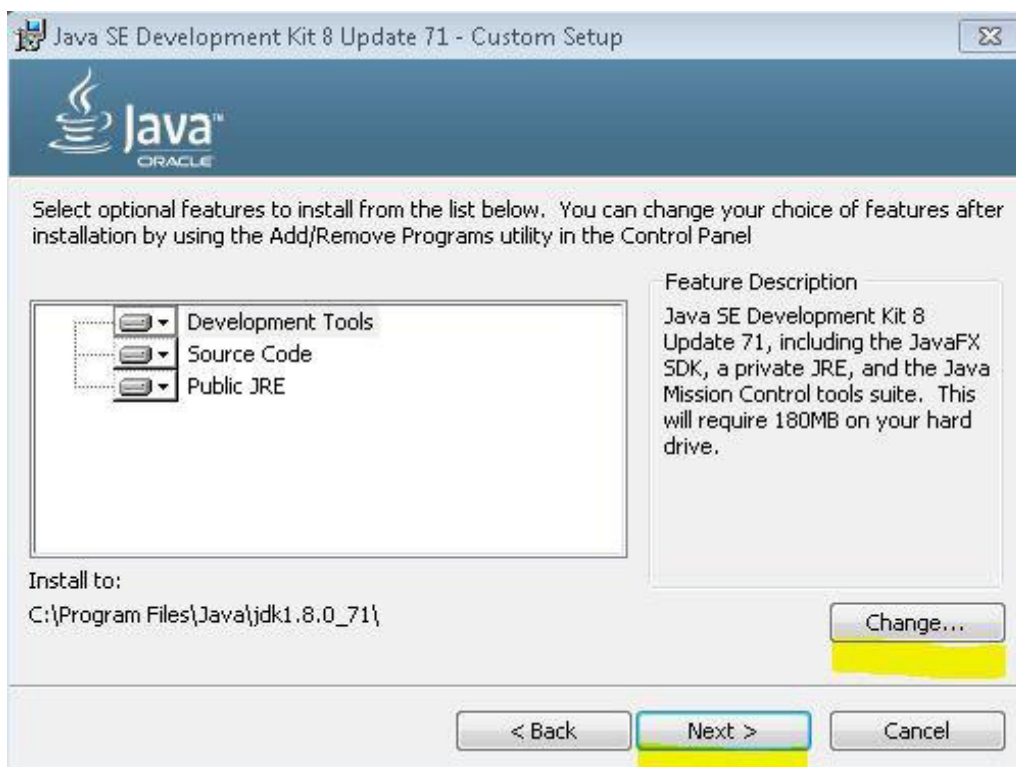 Java SE Development Kit 8 Update 71 - Custom Setup
Java™
ORACLE
Select optional features to install from the list below.  You can change your choice of features after
installation by using the Add/Remove Programs utility in the Control Panel
Development Tools
Source Code
Public JRE
Feature Description
Java SE Development Kit 8
Update 71, including the JavaFX
SDK, a private JRE, and the Java
Mission Control tools suite.  This
will require 180MB on your hard
drive.
Install to:
C:\Program Files\Java\jdk1.8.0_71\
Change...
< Back
Next >
Cancel